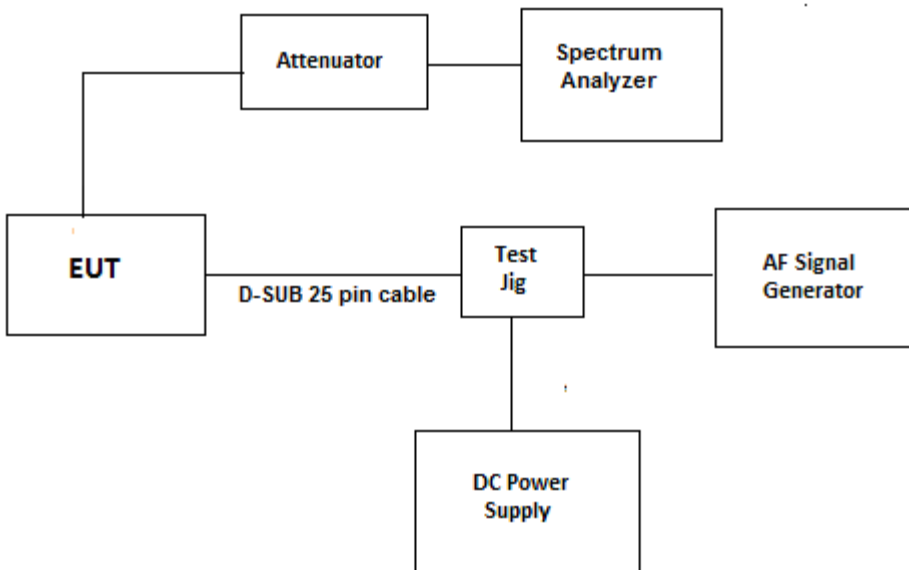 Attenuator
Spectrum
Analyzer
EUT
D-SUB 25 pin cable
Test
Jig
AF Signal
Generator
DC Power
Supply